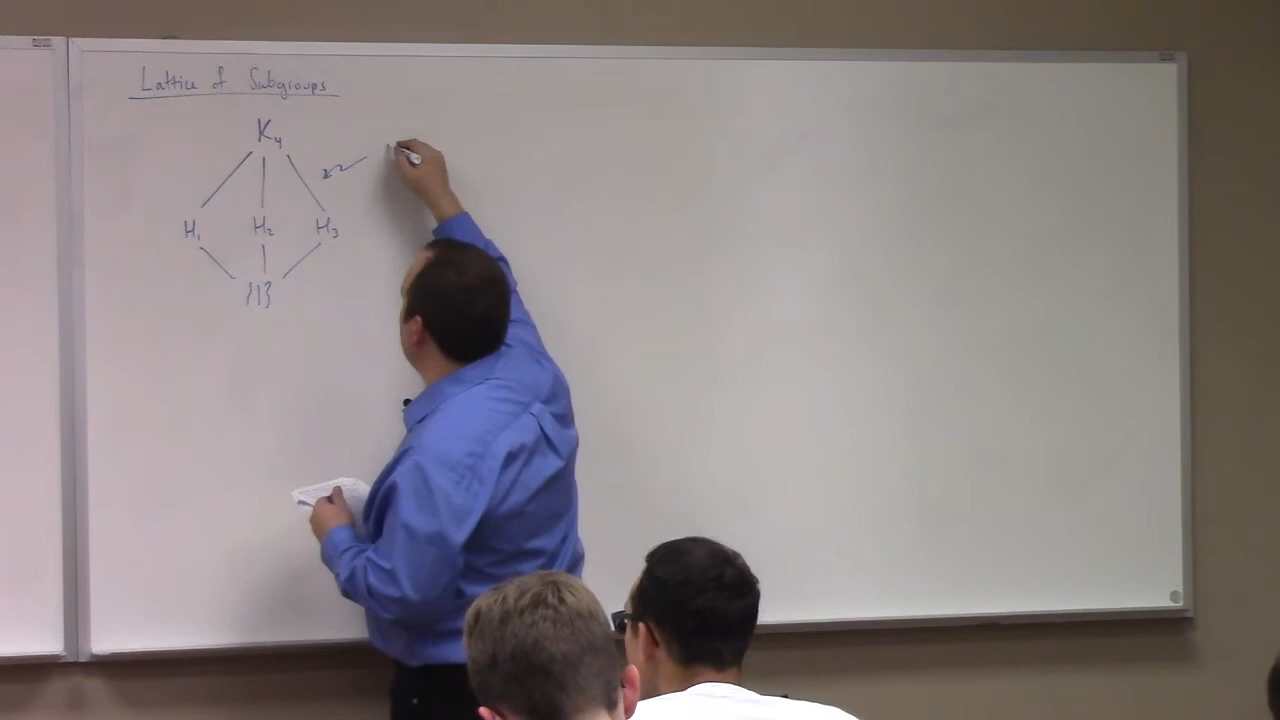 Lattice of Subgroups
K₄
H₁ H₂ H₃
{1}